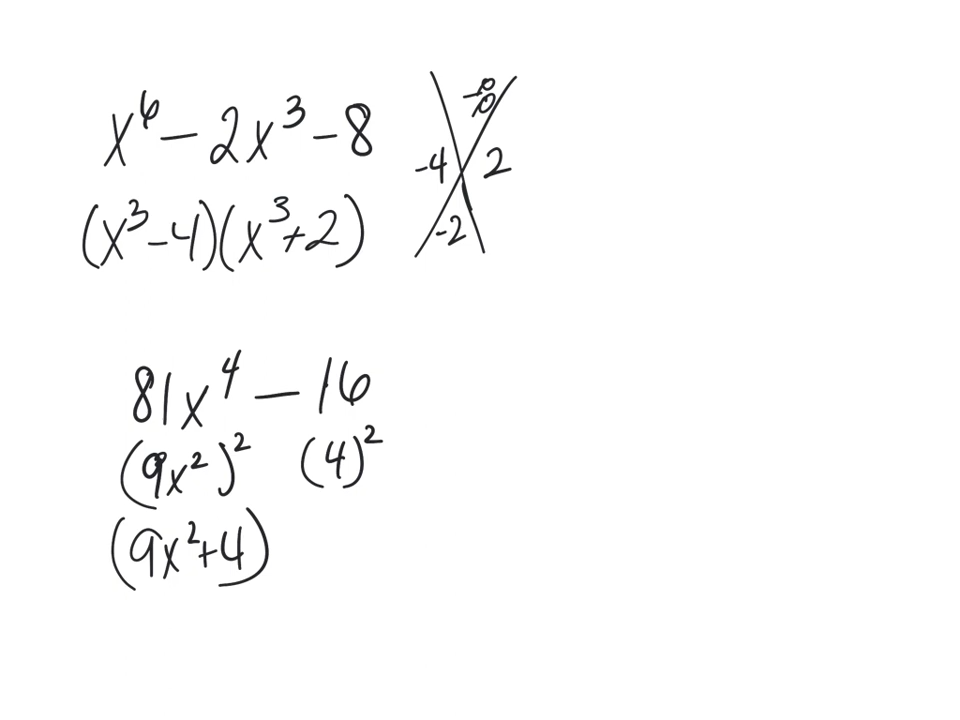 x⁶ - 2x³ - 8
-8
-4 2
-2
(x³ - 4)(x³ + 2)
81x⁴ - 16
(9x²)² (4)²
(9x² + 4)